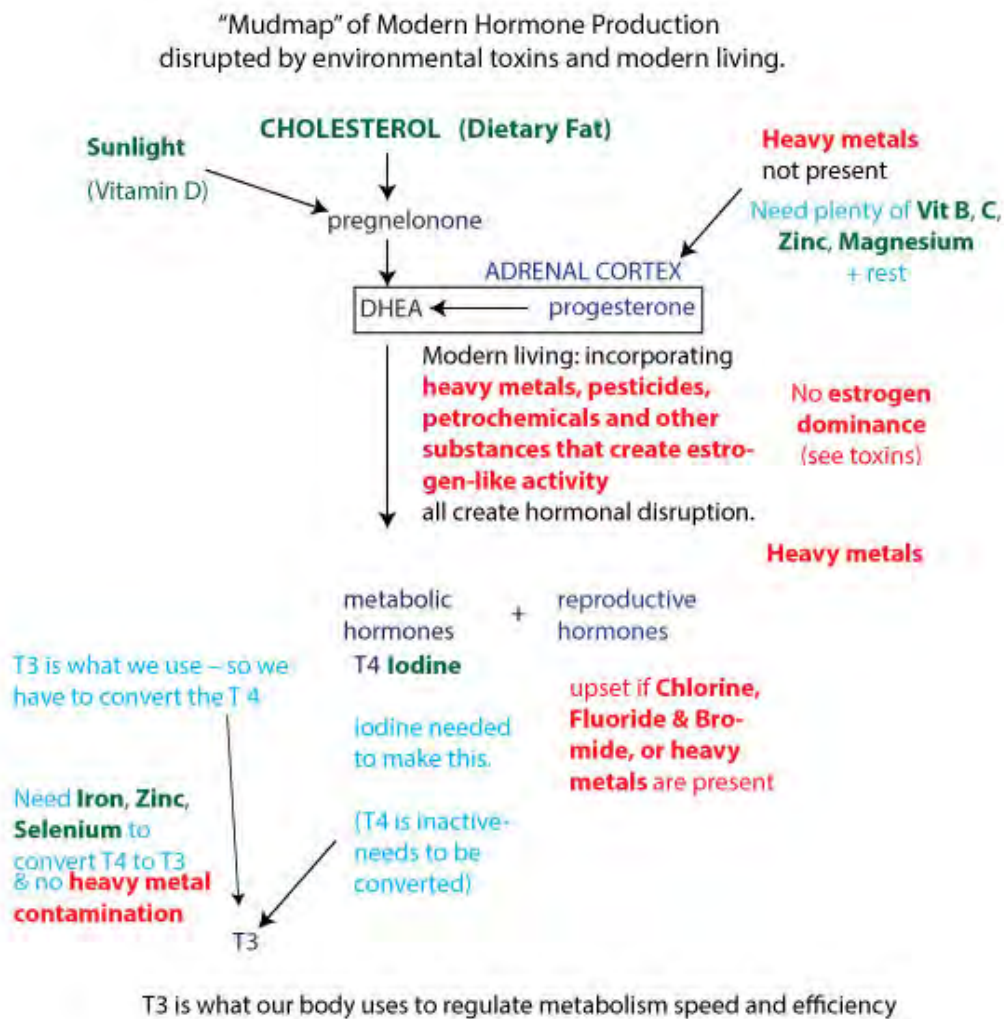 “Mudmap” of Modern Hormone Production
disrupted by environmental toxins and modern living.
CHOLESTEROL (Dietary Fat)
Sunlight
(Vitamin D)
Heavy metals
not present
Need plenty of Vit B, C,
Zinc, Magnesium
+ rest
pregnelonone
ADRENAL CORTEX
DHEA
progesterone
Modern living: incorporating
heavy metals, pesticides,
petrochemicals and other
substances that create estro-
gen-like activity
all create hormonal disruption.
No estrogen
dominance
(see toxins)
Heavy metals
metabolic
hormones
+
reproductive
hormones
T4 Iodine
T3 is what we use – so we
have to convert the T 4
iodine needed
to make this.
upset if Chlorine,
Fluoride & Bro-
mide, or heavy
metals are present
Need Iron, Zinc,
Selenium to
convert T4 to T3
& no heavy metal
contamination
(T4 is inactive-
needs to be
converted)
T3
T3 is what our body uses to regulate metabolism speed and efficiency